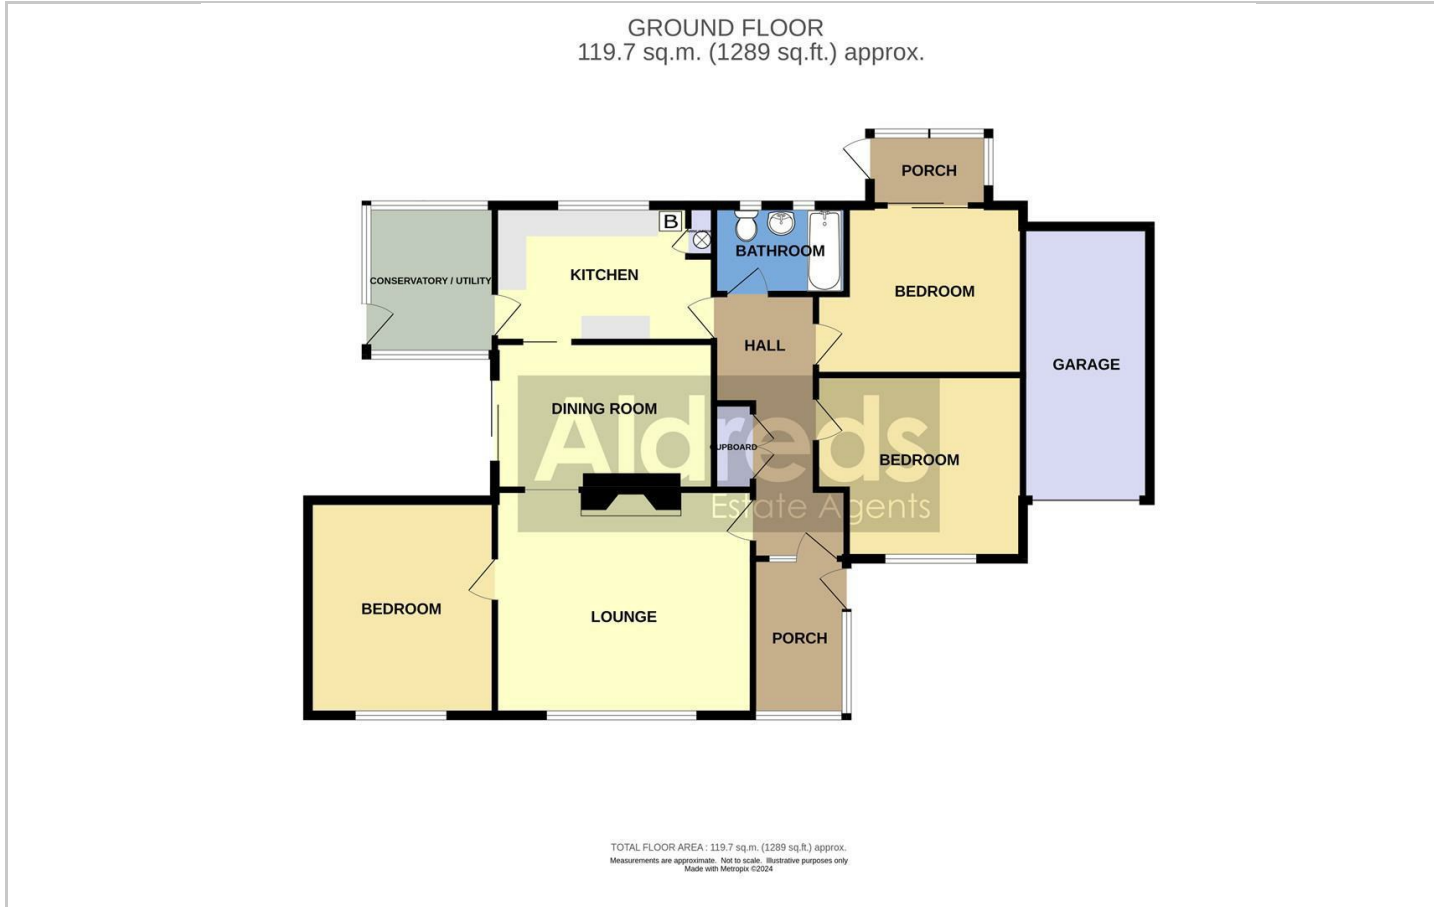 GROUND FLOOR
119.7 sq.m. (1289 sq.ft.) approx.
PORCH
B
BATHROOM
CONSERVATORY / UTILITY
KITCHEN
BEDROOM
HALL
GARAGE
DINING ROOM
Aldreds
CUPBOARD
BEDROOM
Estate Agents
BEDROOM
LOUNGE
PORCH
TOTAL FLOOR AREA : 119.7 sq.m. (1289 sq.ft.) approx.
Measurements are approximate. Not to scale. Illustrative purposes only
Made with Metropix ©2024